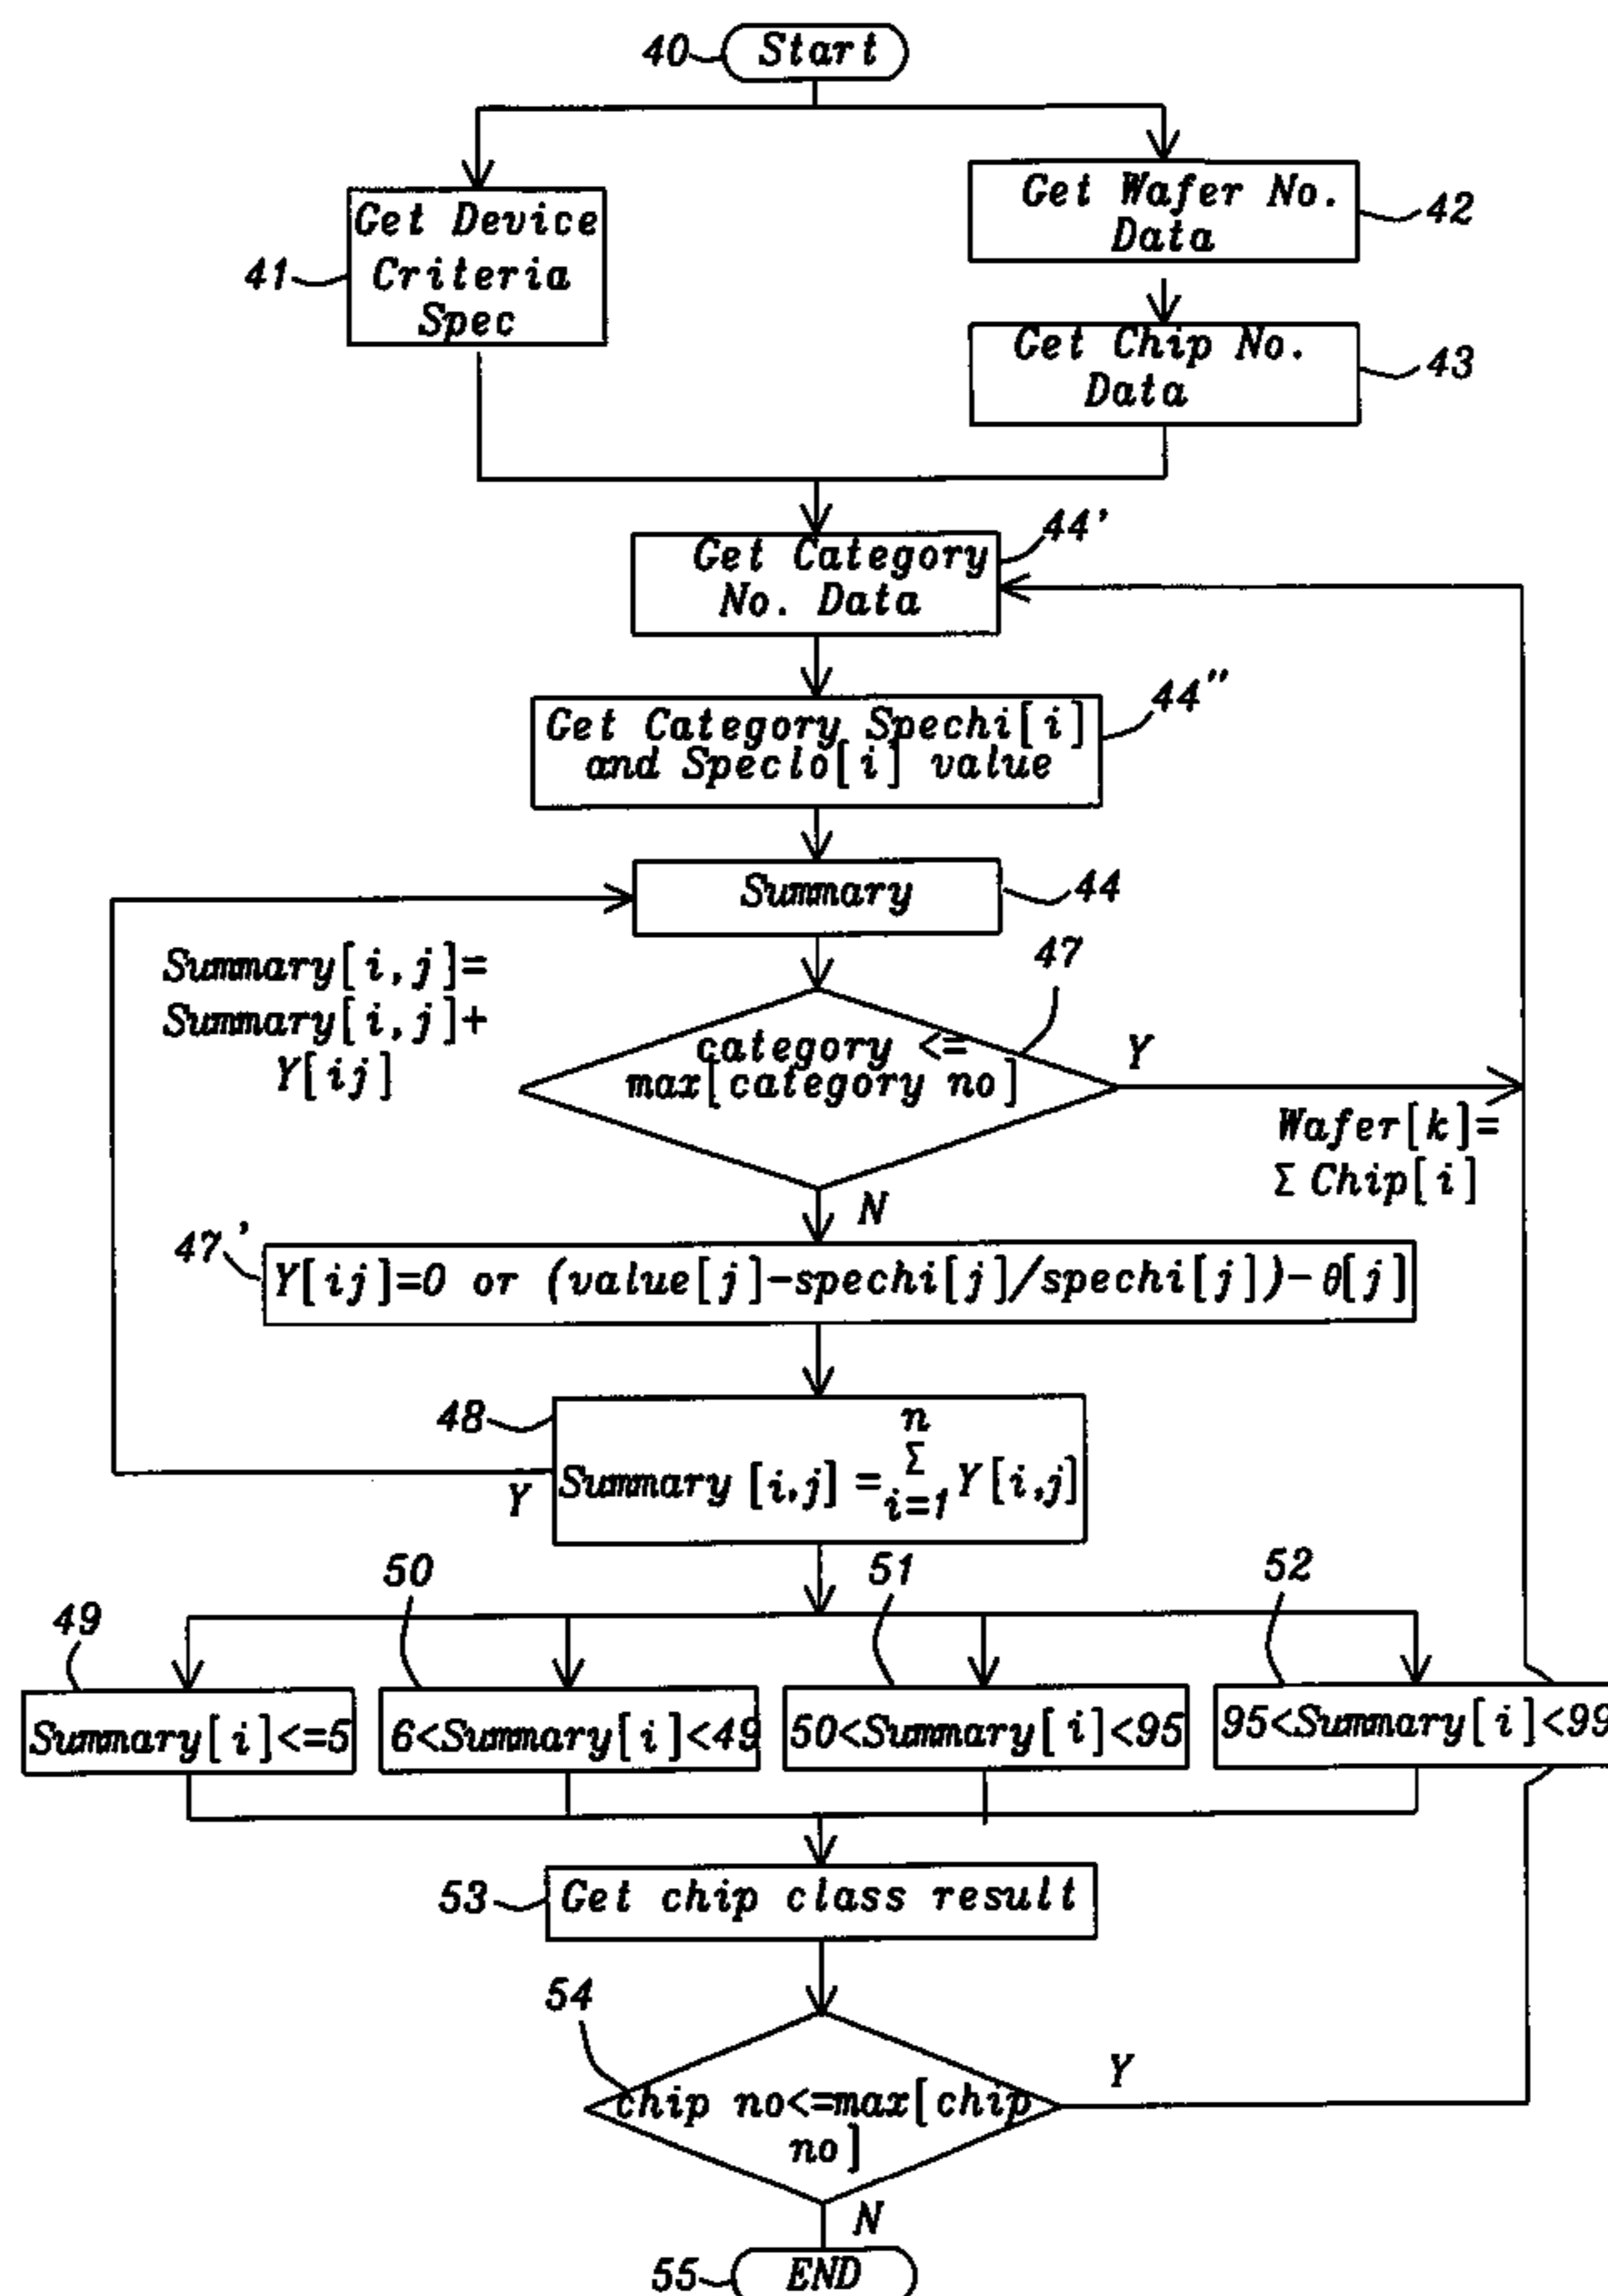 40
Start
Get Device
Criteria
Spec
41
Get Wafer No.
Data
42
Get Chip No.
Data
43
Get Category
No. Data
44'
Get Category Spechi[i]
and Speclo[i] value
44"
Summary
44
Summary[i,j]=
Summary[i,j]+
Y[ij]
category <=
max[category no]
47
Y
Wafer[k]=
Σ Chip[i]
N
47'
Y[ij]=0 or (value[j]-spechi[j]/spechi[j])-θ[j]
48
n
Summary [i,j] = Σ Y[i,j]
i=1
Y
49
50
51
52
Summary[i]<=5
6<Summary[i]<49
50<Summary[i]<95
95<Summary[i]<99
53
Get chip class result
54
chip no<=max[chip
no]
Y
N
55
END